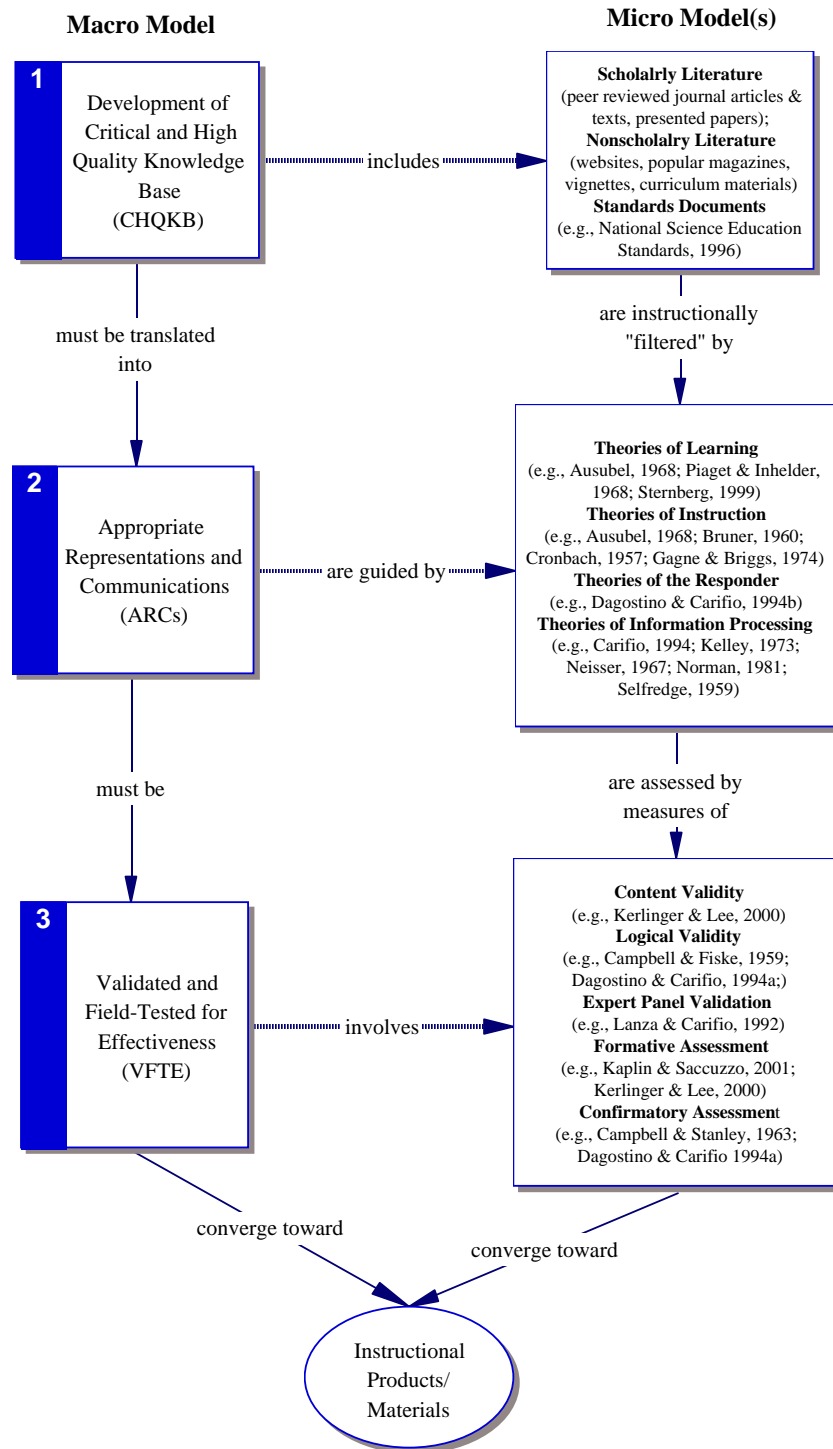 Macro Model
Micro Model(s)
1
Development of
Critical and High
Quality Knowledge
Base
(CHQKB)
includes
Scholalrly Literature
(peer reviewed journal articles &
texts, presented papers);
Nonscholalry Literature
(websites, popular magazines,
vignettes, curriculum materials)
Standards Documents
(e.g., National Science Education
Standards, 1996)
must be translated
into
are instructionally
"filtered" by
2
Appropriate
Representations and
Communications
(ARCs)
are guided by
Theories of Learning
(e.g., Ausubel, 1968; Piaget & Inhelder,
1968; Sternberg, 1999)
Theories of Instruction
(e.g., Ausubel, 1968; Bruner, 1960;
Cronbach, 1957; Gagne & Briggs, 1974)
Theories of the Responder
(e.g., Dagostino & Carifio, 1994b)
Theories of Information Processing
(e.g., Carifio, 1994; Kelley, 1973;
Neisser, 1967; Norman, 1981;
Selfredge, 1959)
must be
are assessed by
measures of
3
Validated and
Field-Tested for
Effectiveness
(VFTE)
involves
Content Validity
(e.g., Kerlinger & Lee, 2000)
Logical Validity
(e.g., Campbell & Fiske, 1959;
Dagostino & Carifio, 1994a;)
Expert Panel Validation
(e.g., Lanza & Carifio, 1992)
Formative Assessment
(e.g., Kaplin & Saccuzzo, 2001;
Kerlinger & Lee, 2000)
Confirmatory Assessment
(e.g., Campbell & Stanley, 1963;
Dagostino & Carifio 1994a)
converge toward
converge toward
Instructional
Products/
Materials